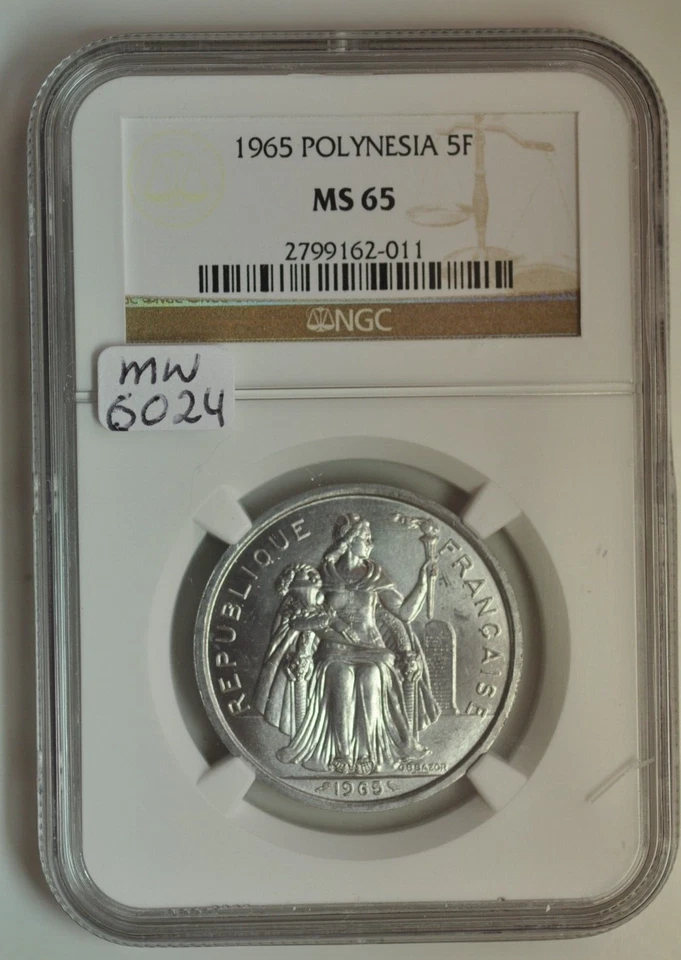 1965 POLYNESIA 5F
MS 65
2799162-011
NGC
MW
6024
REPUBLIQUE FRANÇAISE
G.B.L.BAZOR
1965